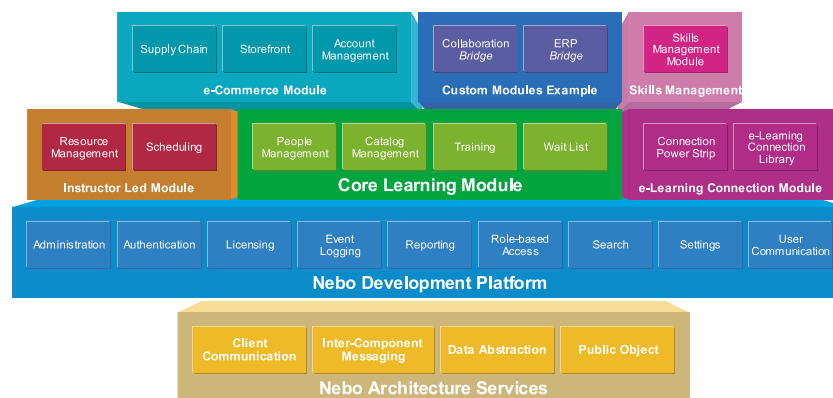 Supply Chain
Storefront
Account
Management
e-Commerce Module
Collaboration
Bridge
ERP
Bridge
Custom Modules Example
Skills
Management
Module
Skills Management
Resource
Management
Scheduling
Instructor Led Module
People
Management
Catalog
Management
Training
Wait List
Core Learning Module
Connection
Power Strip
e-Learning
Connection
Library
e-Learning Connection Module
Administration
Authentication
Licensing
Event
Logging
Reporting
Role-based
Access
Search
Settings
User
Communication
Nebo Development Platform
Client
Communication
Inter-Component
Messaging
Data Abstraction
Public Object
Nebo Architecture Services